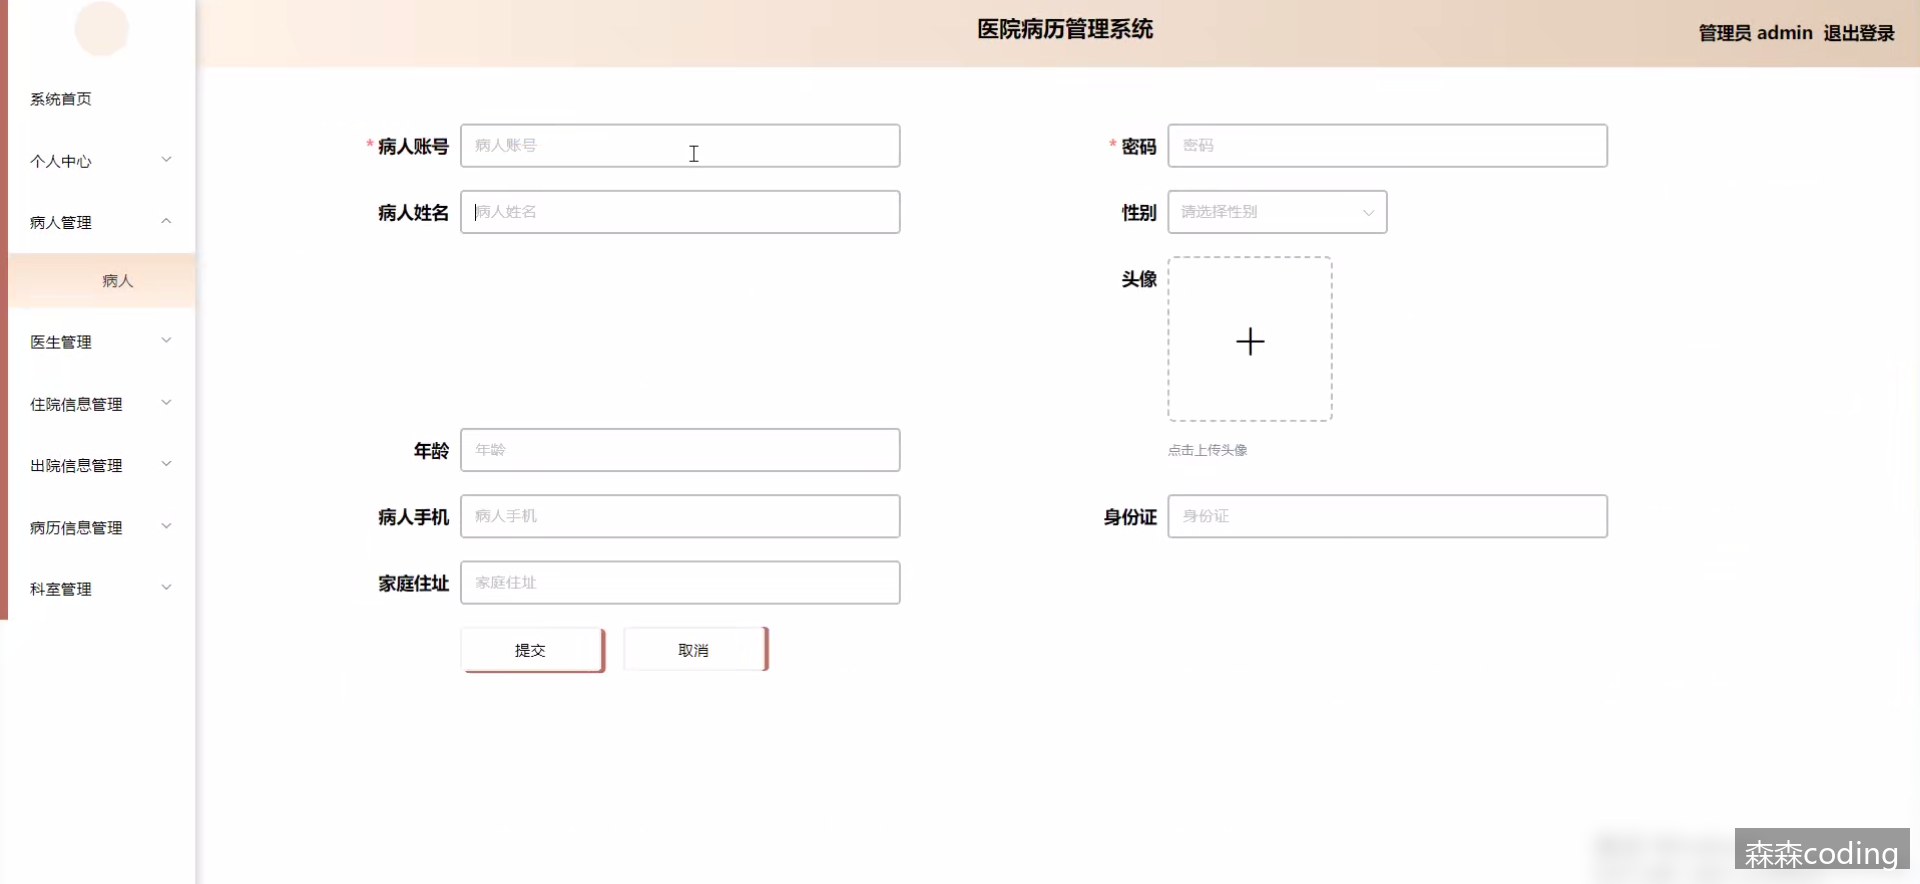 医院病历管理系统
管理员 admin 退出登录
系统首页
个人中心
病人管理
病人
医生管理
住院信息管理
出院信息管理
病历信息管理
科室管理
* 病人账号 病人账号
* 密码 密码
病人姓名 病人姓名
性别 请选择性别
头像
点击上传头像
年龄 年龄
病人手机 病人手机
身份证 身份证
家庭住址 家庭住址
提交 取消
森森coding